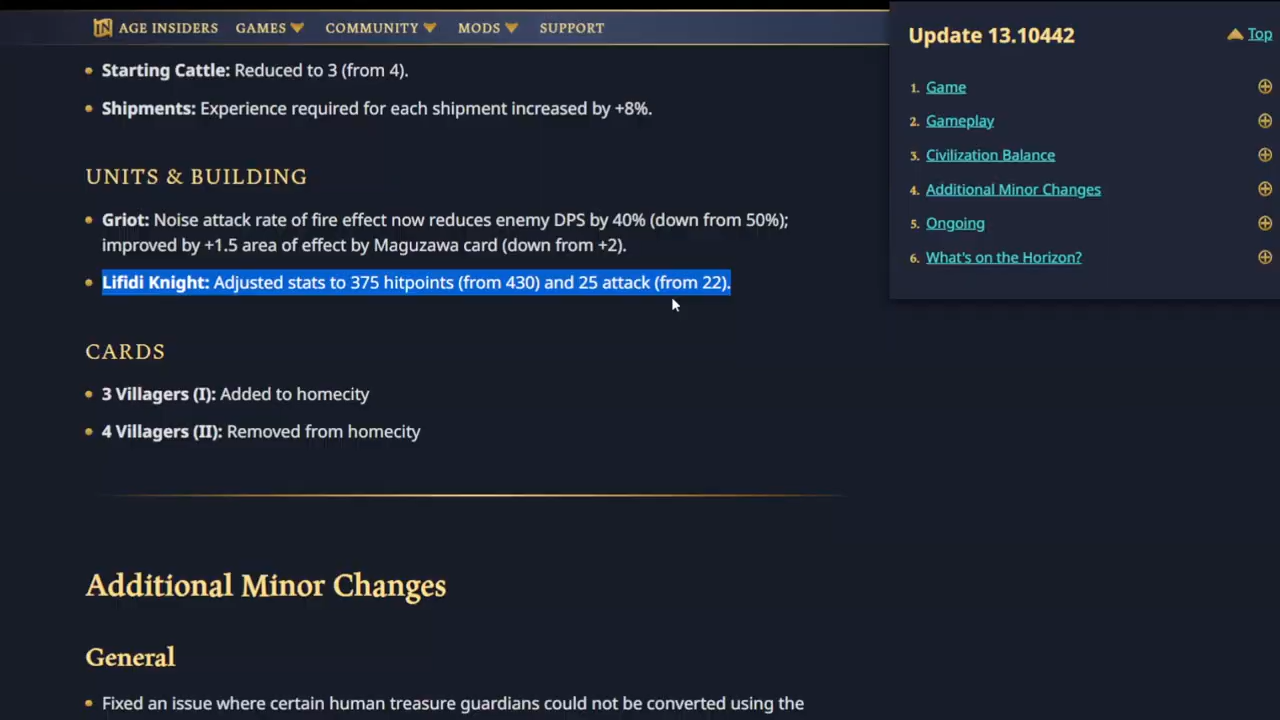 IN AGE INSIDERS GAMES COMMUNITY MODS SUPPORT
Update 13.10442
Top
1. Game
2. Gameplay
3. Civilization Balance
4. Additional Minor Changes
5. Ongoing
6. What's on the Horizon?
Starting Cattle: Reduced to 3 (from 4).
Shipments: Experience required for each shipment increased by +8%.
UNITS & BUILDING
Griot: Noise attack rate of fire effect now reduces enemy DPS by 40% (down from 50%);
improved by +1.5 area of effect by Maguzawa card (down from +2).
Lifidi Knight: Adjusted stats to 375 hitpoints (from 430) and 25 attack (from 22).
CARDS
3 Villagers (I): Added to homecity
4 Villagers (II): Removed from homecity
Additional Minor Changes
General
Fixed an issue where certain human treasure guardians could not be converted using the